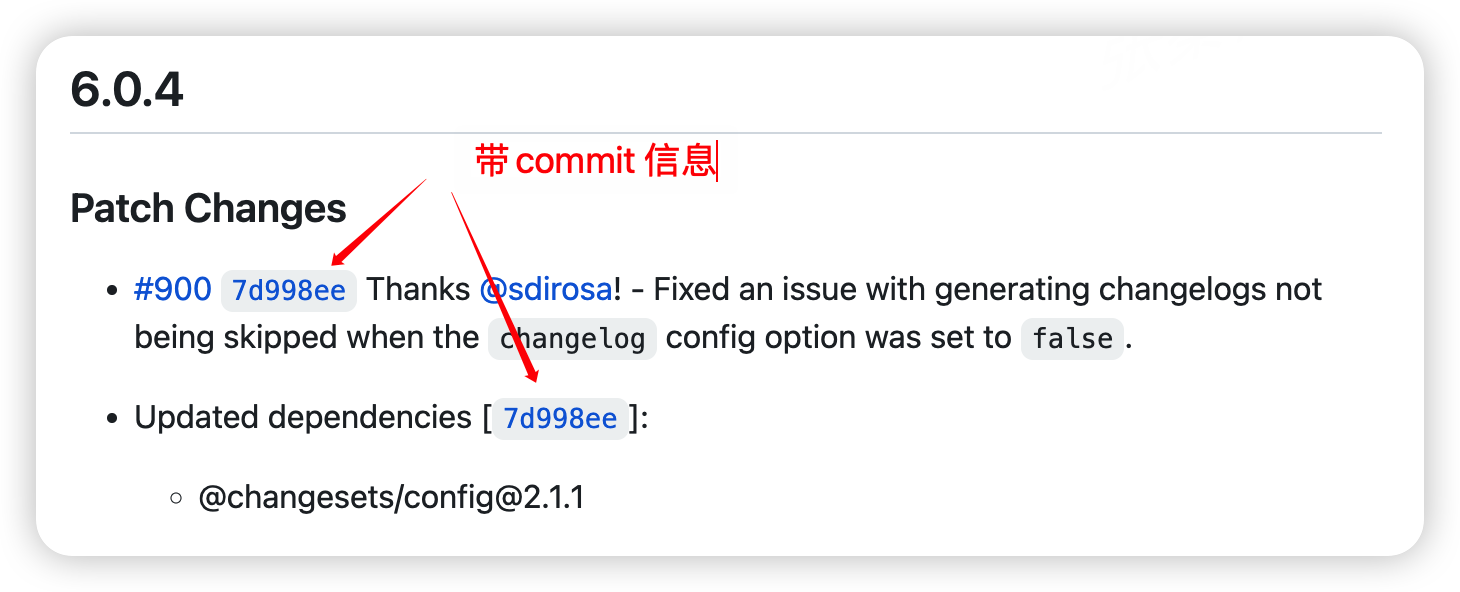 6.0.4
带 commit 信息
Patch Changes
#900 7d998ee Thanks @sdirosa! - Fixed an issue with generating changelogs not
being skipped when the changelog config option was set to false.
Updated dependencies [7d998ee]:
@changesets/config@2.1.1